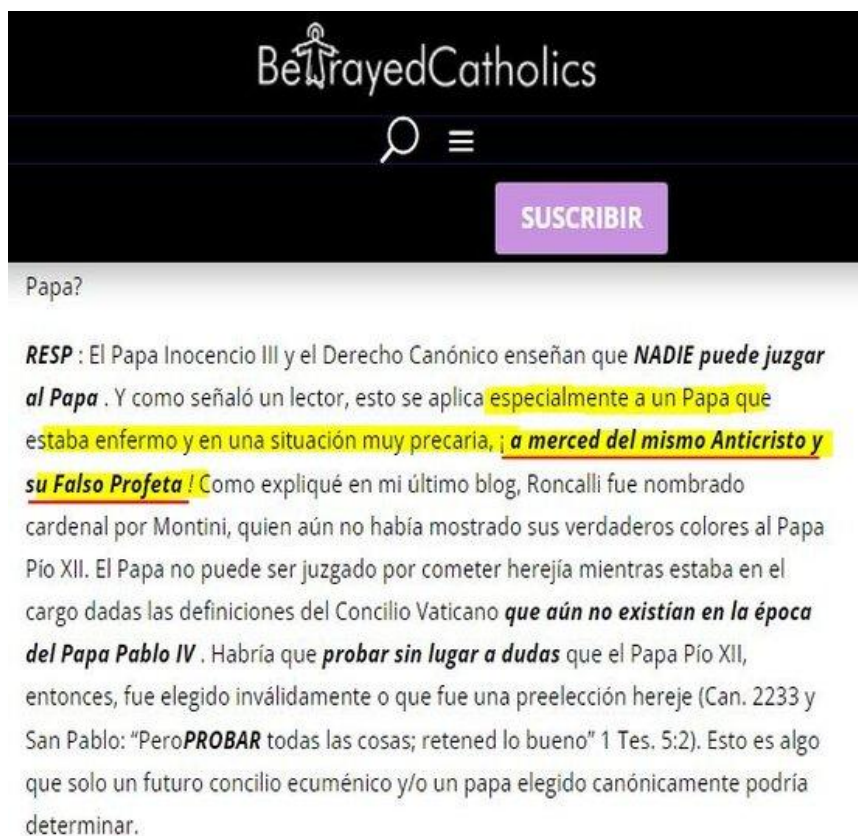 BetrayedCatholics
SUSCRIBIR
Papa?
RESP : El Papa Inocencio III y el Derecho Canónico enseñan que NADIE puede juzgar
al Papa . Y como señaló un lector, esto se aplica especialmente a un Papa que
estaba enfermo y en una situación muy precaria, ¡ a merced del mismo Anticristo y
su Falso Profeta ! Como expliqué en mi último blog, Roncalli fue nombrado
cardenal por Montini, quien aún no había mostrado sus verdaderos colores al Papa
Pío XII. El Papa no puede ser juzgado por cometer herejía mientras estaba en el
cargo dadas las definiciones del Concilio Vaticano que aún no existían en la época
del Papa Pablo IV . Habría que probar sin lugar a dudas que el Papa Pío XII,
entonces, fue elegido inválidamente o que fue una preelección hereje (Can. 2233 y
San Pablo: “PeroPROBAR todas las cosas; retened lo bueno” 1 Tes. 5:2). Esto es algo
que solo un futuro concilio ecuménico y/o un papa elegido canónicamente podría
determinar.